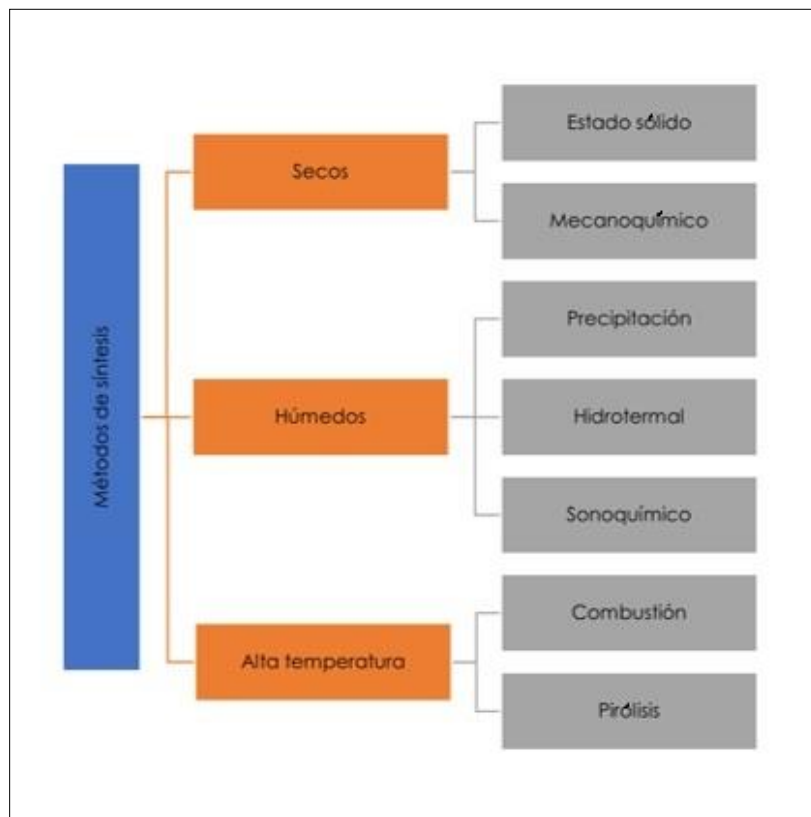 Métodos de síntesis
Secos
Estado sólido
Mecanoquímico
Húmedos
Precipitación
Hidrotermal
Sonoquímico
Alta temperatura
Combustión
Pirólisis